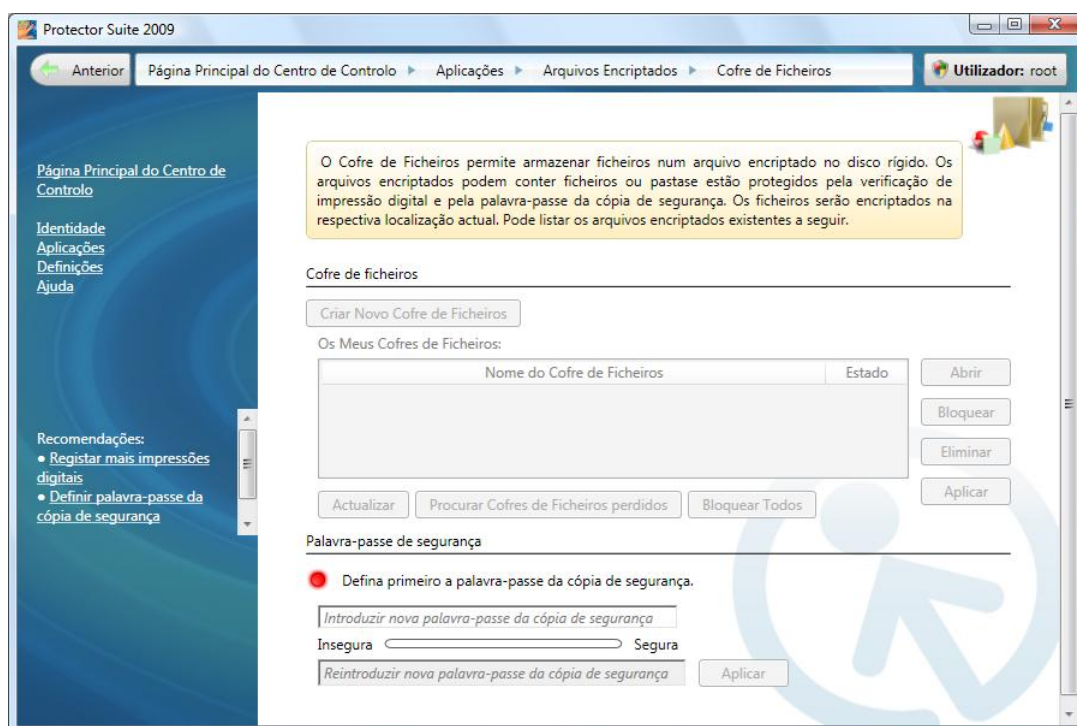 Protector Suite 2009
Anterior
Página Principal do Centro de Controlo
Aplicações
Arquivos Encriptados
Cofre de Ficheiros
Utilizador: root
Página Principal do Centro de
Controlo
Identidade
Aplicações
Definições
Ajuda
Recomendações:
• Registar mais impressões
digitais
• Definir palavra-passe da
cópia de segurança
O Cofre de Ficheiros permite armazenar ficheiros num arquivo encriptado no disco rígido. Os
arquivos encriptados podem conter ficheiros ou pastase estão protegidos pela verificação de
impressão digital e pela palavra-passe da cópia de segurança. Os ficheiros serão encriptados na
respectiva localização actual. Pode listar os arquivos encriptados existentes a seguir.
Cofre de ficheiros
Criar Novo Cofre de Ficheiros
Os Meus Cofres de Ficheiros:
Nome do Cofre de Ficheiros
Estado
Abrir
Bloquear
Eliminar
Aplicar
Actualizar
Procurar Cofres de Ficheiros perdidos
Bloquear Todos
Palavra-passe de segurança
Defina primeiro a palavra-passe da cópia de segurança.
Introduzir nova palavra-passe da cópia de segurança
Insegura
Segura
Reintroduzir nova palavra-passe da cópia de segurança
Aplicar